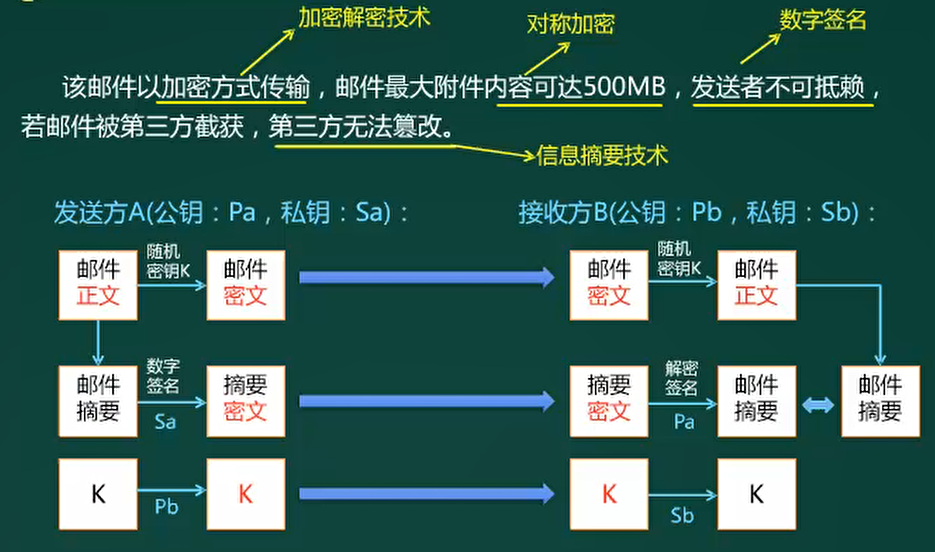 加密解密技术
对称加密
数字签名
该邮件以加密方式传输，邮件最大附件内容可达500MB，发送者不可抵赖，
若邮件被第三方截获，第三方无法篡改。
信息摘要技术
发送方A(公钥：Pa，私钥：Sa)：
接收方B(公钥：Pb，私钥：Sb)：
邮件
正文
随机
密钥K
邮件
密文
邮件
密文
随机
密钥K
邮件
正文
邮件
摘要
数字
签名
Sa
摘要
密文
摘要
密文
解密
签名
Pa
邮件
摘要
邮件
摘要
K
Pb
K
K
Sb
K